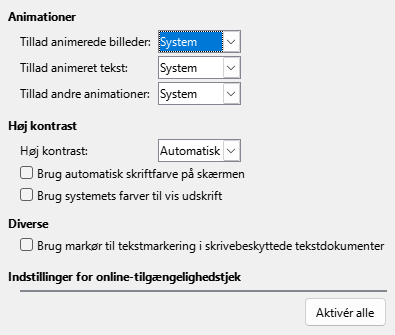 Animationer
Tillad animerede billeder: System
Tillad animeret tekst: System
Tillad andre animationer: System
Høj kontrast
Høj kontrast: Automatisk
Brug automatisk skriftfarve på skærmen
Brug systemets farver til vis udskrift
Diverse
Brug markør til tekstmarkering i skrivebeskyttede tekstdokumenter
Indstillinger for online-tilgængelighedstjek
Aktivér alle